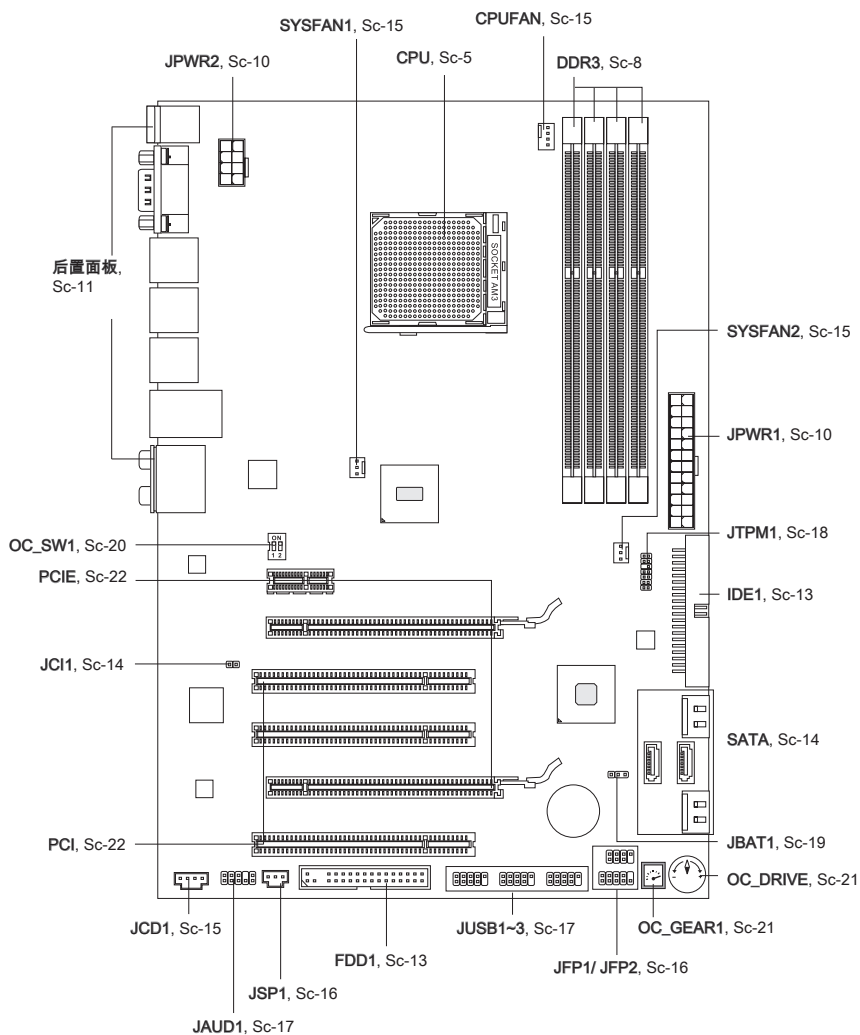 SYSFAN1, Sc-15
CPUFAN, Sc-15
JPWR2, Sc-10
CPU, Sc-5
DDR3, Sc-8
SOCKET AM3
后置面板,
Sc-11
SYSFAN2, Sc-15
JPWR1, Sc-10
JTPM1, Sc-18
ON
1 2
OC_SW1, Sc-20
PCIE, Sc-22
IDE1, Sc-13
JCI1, Sc-14
SATA, Sc-14
PCI, Sc-22
JBAT1, Sc-19
OC_DRIVE, Sc-21
JCD1, Sc-15
JUSB1~3, Sc-17
OC_GEAR1, Sc-21
FDD1, Sc-13
JFP1/ JFP2, Sc-16
JSP1, Sc-16
JAUD1, Sc-17